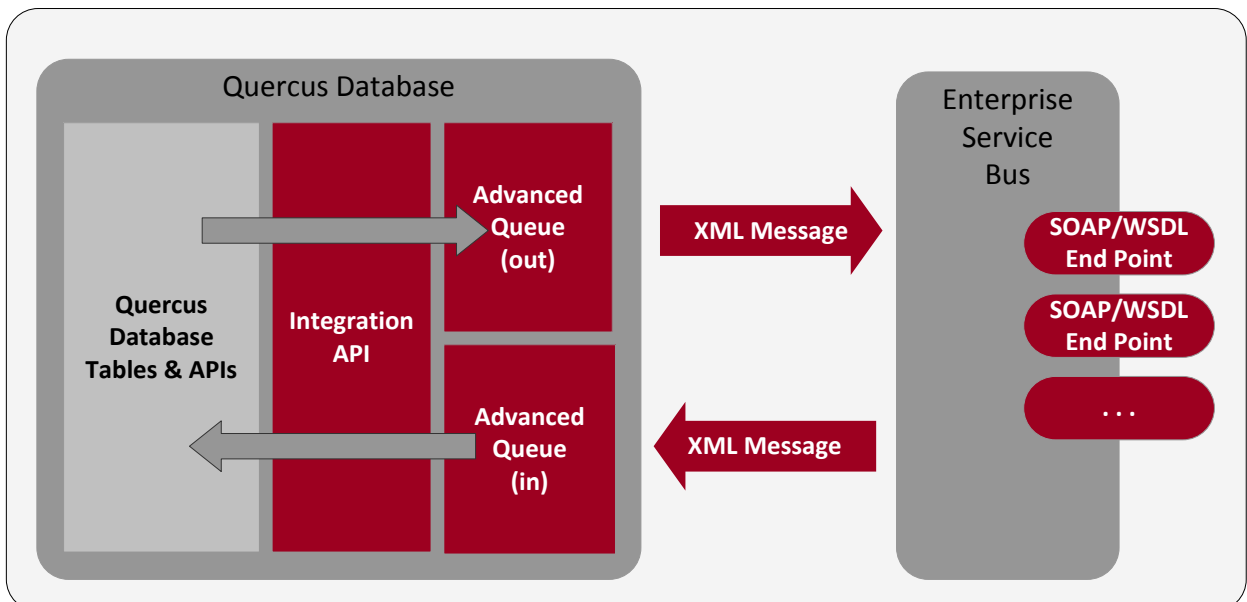 Quercus Database
Quercus
Database
Tables & APIs
Integration
API
Advanced
Queue
(out)
Advanced
Queue
(in)
XML Message
XML Message
Enterprise
Service
Bus
SOAP/WSDL
End Point
SOAP/WSDL
End Point
. . .